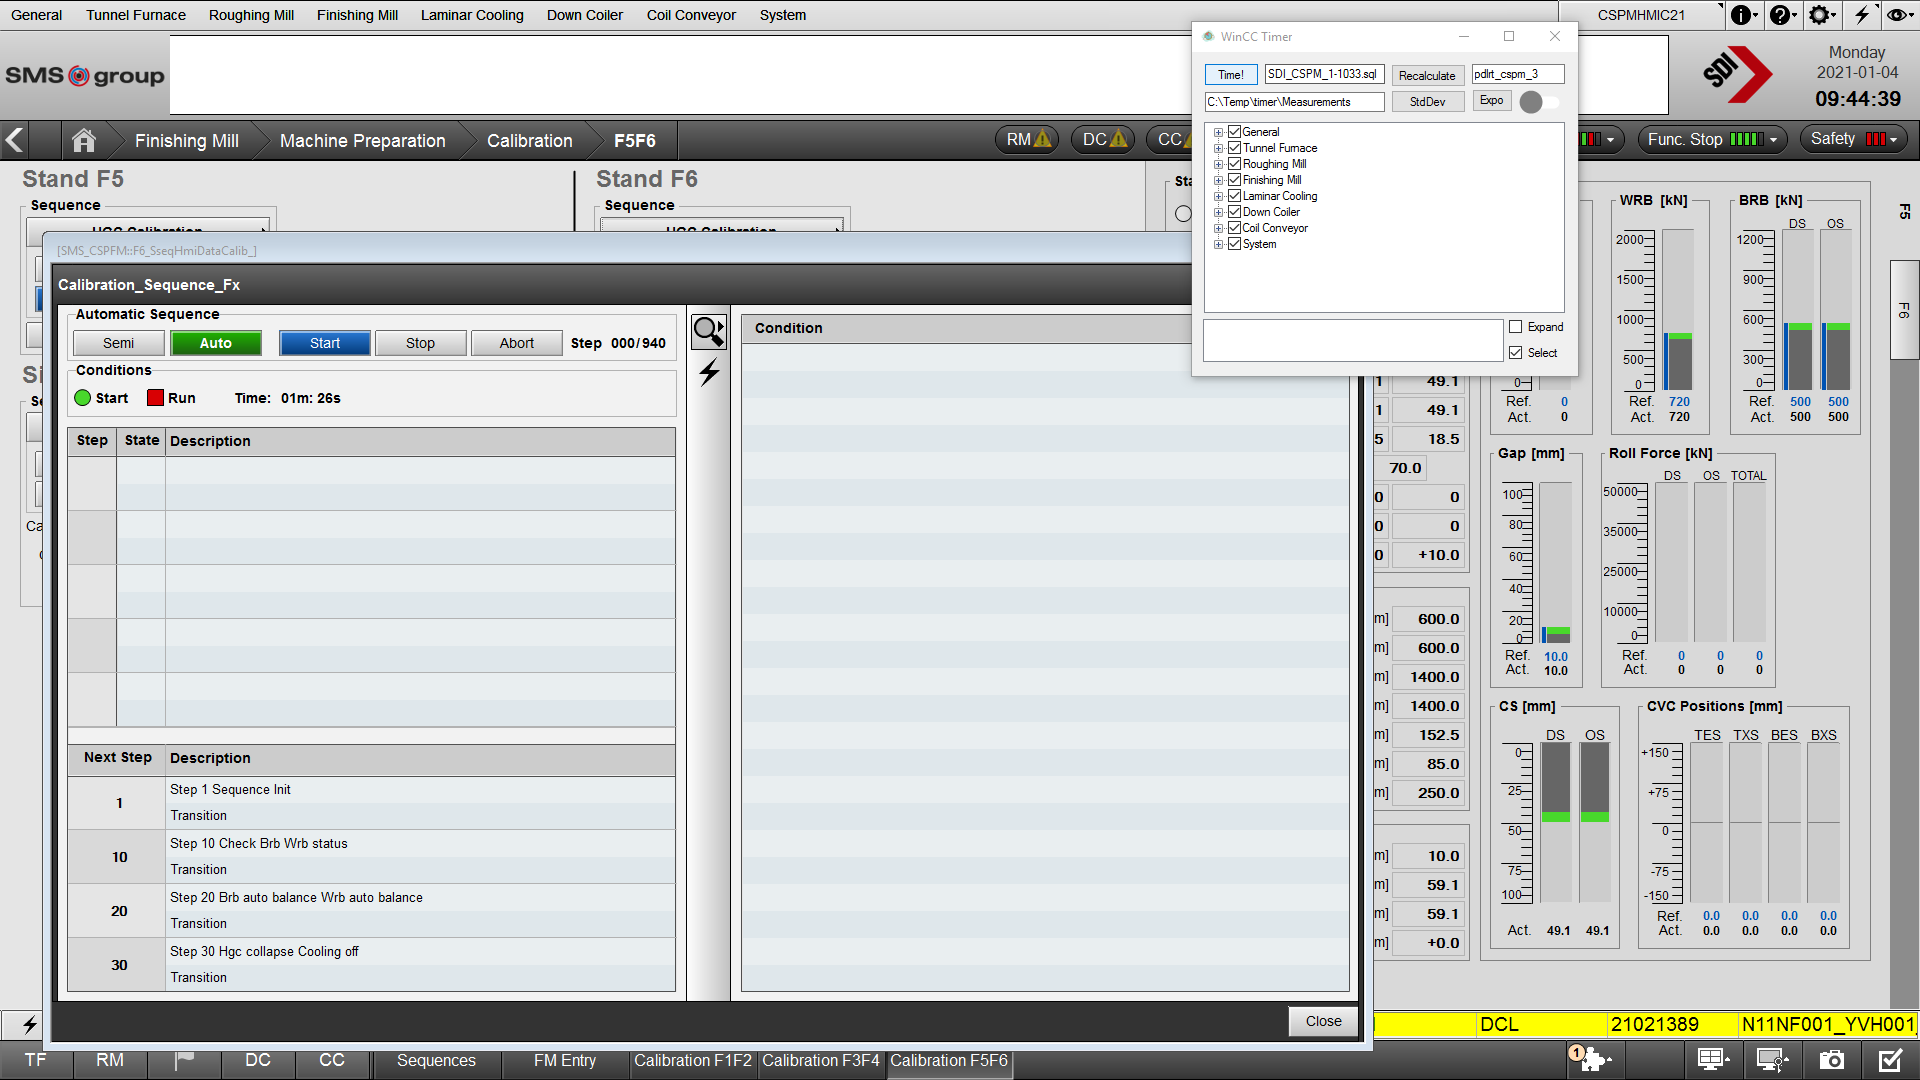 General Tunnel Furnace Roughing Mill Finishing Mill Laminar Cooling Down Coiler Coil Conveyor System CSPMHMIC21
SMS group
SDI
Monday
2021-01-04
09:44:39
WinCC Timer
Time! SDI_CSPM_1-1033.sql Recalculate pdlrt_cspm_3
C:\Temp\timer\Measurements StdDev Expo
General
Tunnel Furnace
Roughing Mill
Finishing Mill
Laminar Cooling
Down Coiler
Coil Conveyor
System
Expand
Select
Finishing Mill Machine Preparation Calibration F5F6 RM DC CC Func. Stop Safety
Stand F5 Stand F6
Sequence Sequence
[SMS_CSPFM::F6_SseqHmiDataCalib_]
Calibration_Sequence_Fx
Automatic Sequence
Semi Auto Start Stop Abort Step 000/940
Conditions
Start Run Time: 01m: 26s
Step State Description
Condition
Next Step Description
1 Step 1 Sequence Init
Transition
10 Step 10 Check Brb Wrb status
Transition
20 Step 20 Brb auto balance Wrb auto balance
Transition
30 Step 30 Hgc collapse Cooling off
Transition
Close
49.1
49.1
18.5
70.0
0
0
+10.0
600.0
600.0
1400.0
1400.0
152.5
85.0
250.0
10.0
59.1
59.1
+0.0
0
Ref. 0
Act. 0
WRB [kN]
2000
1500
1000
500
0
Ref. 720
Act. 720
BRB [kN]
DS OS
1200
900
600
300
0
Ref. 500 500
Act. 500 500
Gap [mm]
100
80
60
40
20
0
Ref. 10.0
Act. 10.0
Roll Force [kN]
DS OS TOTAL
50000
35000
25000
10000
0
Ref. 0 0 0
Act. 0 0 0
CS [mm]
DS OS
0
25
50
75
100
Act. 49.1 49.1
CVC Positions [mm]
TES TXS BES BXS
+150
+75
0
-75
-150
Ref. 0.0 0.0 0.0 0.0
Act. 0.0 0.0 0.0 0.0
F5
F6
DCL 21021389 N11NF001_YVH001
TF RM DC CC Sequences FM Entry Calibration F1F2 Calibration F3F4 Calibration F5F6 1